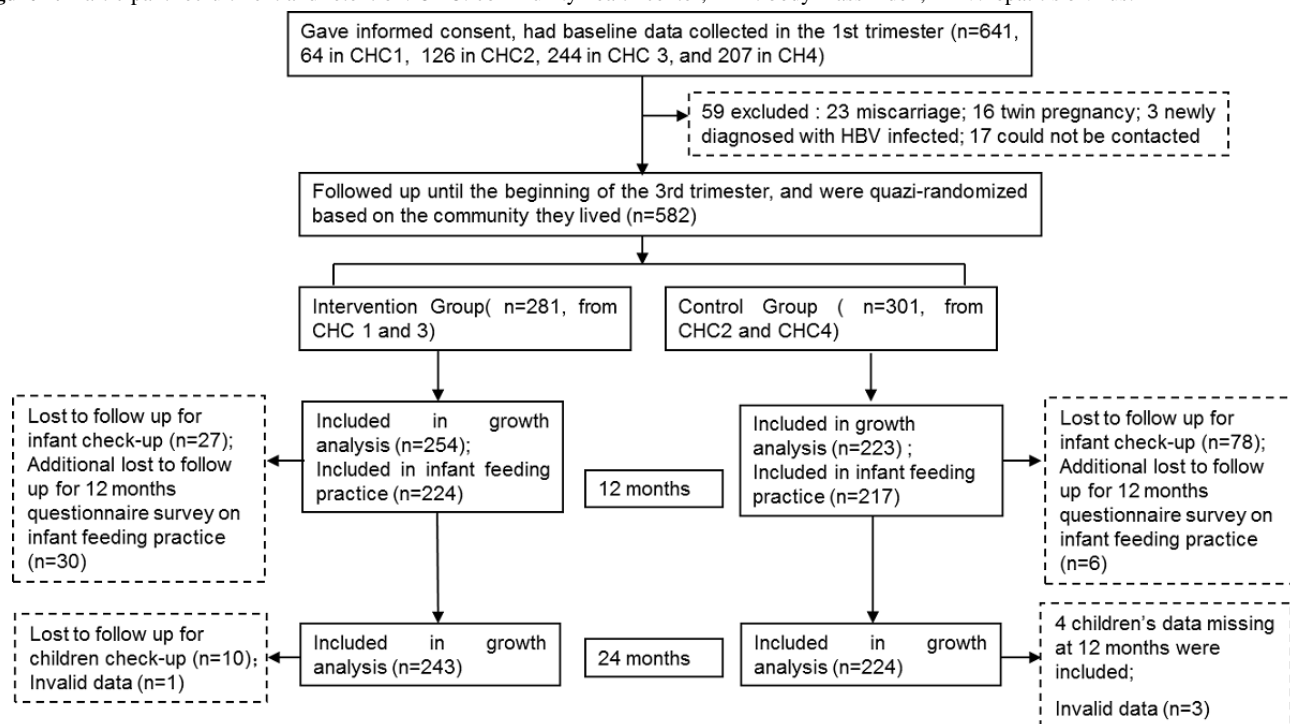 Gave informed consent, had baseline data collected in the 1st trimester (n=641,
64 in CHC1, 126 in CHC2, 244 in CHC 3, and 207 in CH4)
59 excluded : 23 miscarriage; 16 twin pregnancy; 3 newly
diagnosed with HBV infected; 17 could not be contacted
Followed up until the beginning of the 3rd trimester, and were quazi-randomized
based on the community they lived (n=582)
Intervention Group( n=281, from
CHC 1 and 3)
Control Group ( n=301, from
CHC2 and CHC4)
Lost to follow up for
infant check-up (n=27);
Additional lost to follow
up for 12 months
questionnaire survey on
infant feeding practice
(n=30)
Included in growth
analysis (n=254);
Included in infant feeding
practice (n=224)
12 months
Included in growth
analysis (n=223) ;
Included in infant feeding
practice (n=217)
Lost to follow up for
infant check-up (n=78);
Additional lost to follow
up for 12 months
questionnaire survey on
infant feeding practice
(n=6)
Lost to follow up for
children check-up (n=10);
Invalid data (n=1)
Included in growth
analysis (n=243)
24 months
Included in growth
analysis (n=224)
4 children's data missing
at 12 months were
included;
Invalid data (n=3)